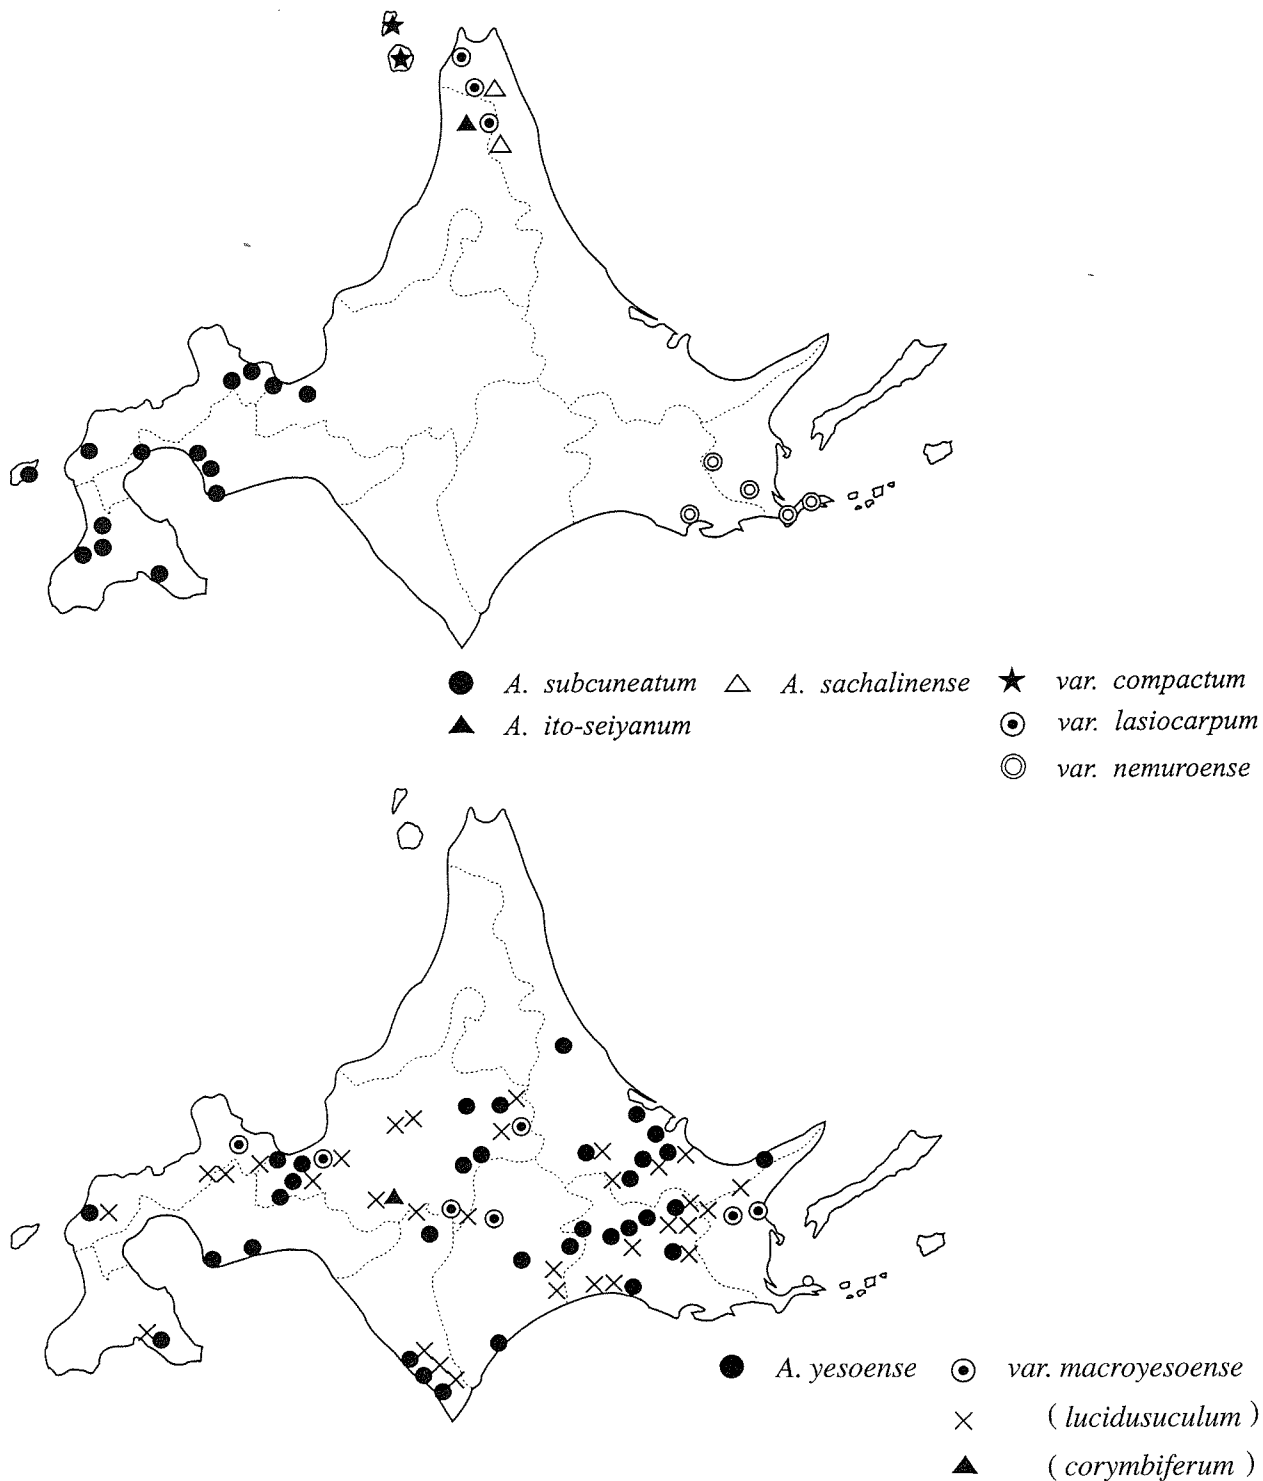 A. subcuneatum A. sachalinense var. compactum
A. ito-seiyanum var. lasiocarpum
var. nemuroense
A. yesoense var. macroyesoense
( lucidusuculum )
( corymbiferum )